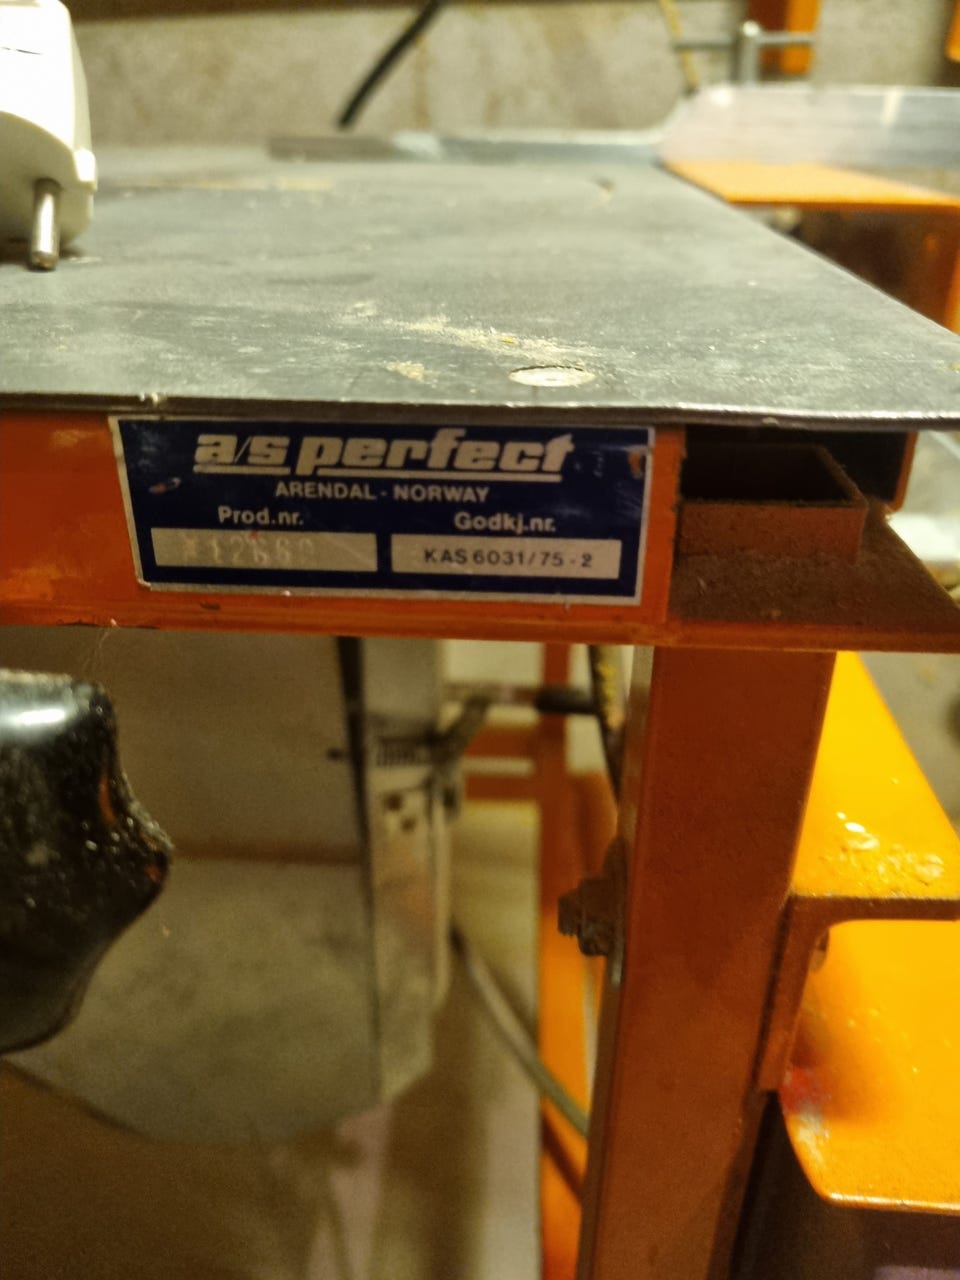 a/s perfect
ARENDAL - NORWAY
Prod.nr. Godkj.nr.
KAS 6031/75 - 2